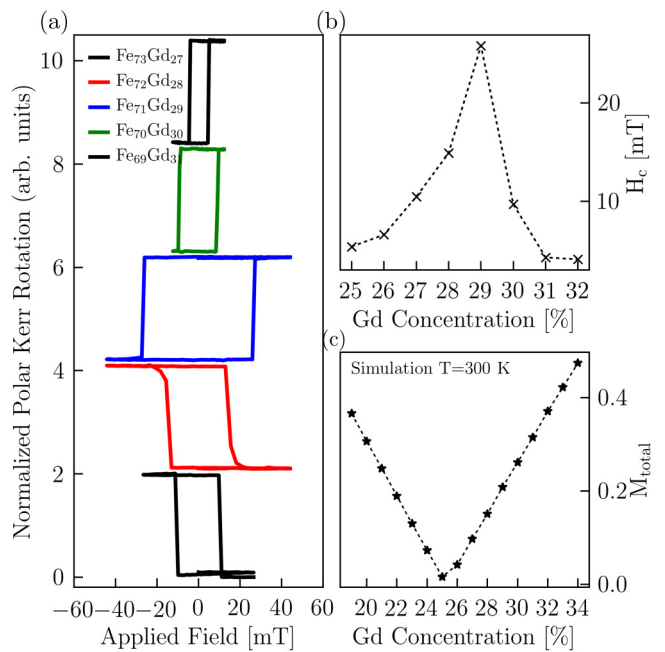 (a)
Normalized Polar Kerr Rotation (arb. units)
10
8
6
4
2
0
Fe73Gd27
Fe72Gd28
Fe71Gd29
Fe70Gd30
Fe69Gd31
−60−40−20 0 20 40 60
Applied Field [mT]
(b)
20
10
Hc [mT]
25 26 27 28 29 30 31 32
Gd Concentration [%]
(c)
Simulation T=300 K
0.4
0.2
0.0
Mtotal
20 22 24 26 28 30 32 34
Gd Concentration [%]